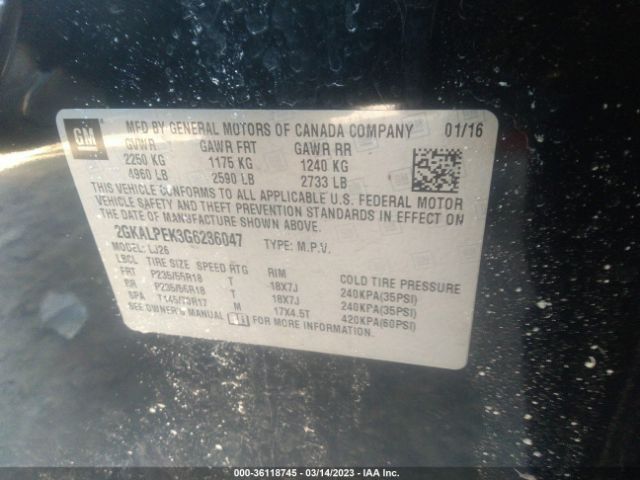 GM
MFD BY GENERAL MOTORS OF CANADA COMPANY 01/16
GVWR GAWR FRT GAWR RR
2250 KG 1175 KG 1240 KG
4960 LB 2590 LB 2733 LB
THIS VEHICLE CONFORMS TO ALL APPLICABLE U.S. FEDERAL MOTOR
VEHICLE SAFETY AND THEFT PREVENTION STANDARDS IN EFFECT ON
THE DATE OF MANUFACTURE SHOWN ABOVE.
2GKALPEK3G6236047 TYPE: M.P.V.
MODEL: LJ26
LBCL TIRE SIZE SPEED RTG RIM COLD TIRE PRESSURE
FRT P235/55R18 T 18X7J 240KPA(35PSI)
RR P235/55R18 T 18X7J 240KPA(35PSI)
SPA T145/73R17 M 17X4.5T 420KPA(60PSI)
SEE OWNER'S MANUAL FOR MORE INFORMATION.
000-36118745 - 03/14/2023 - IAA Inc.